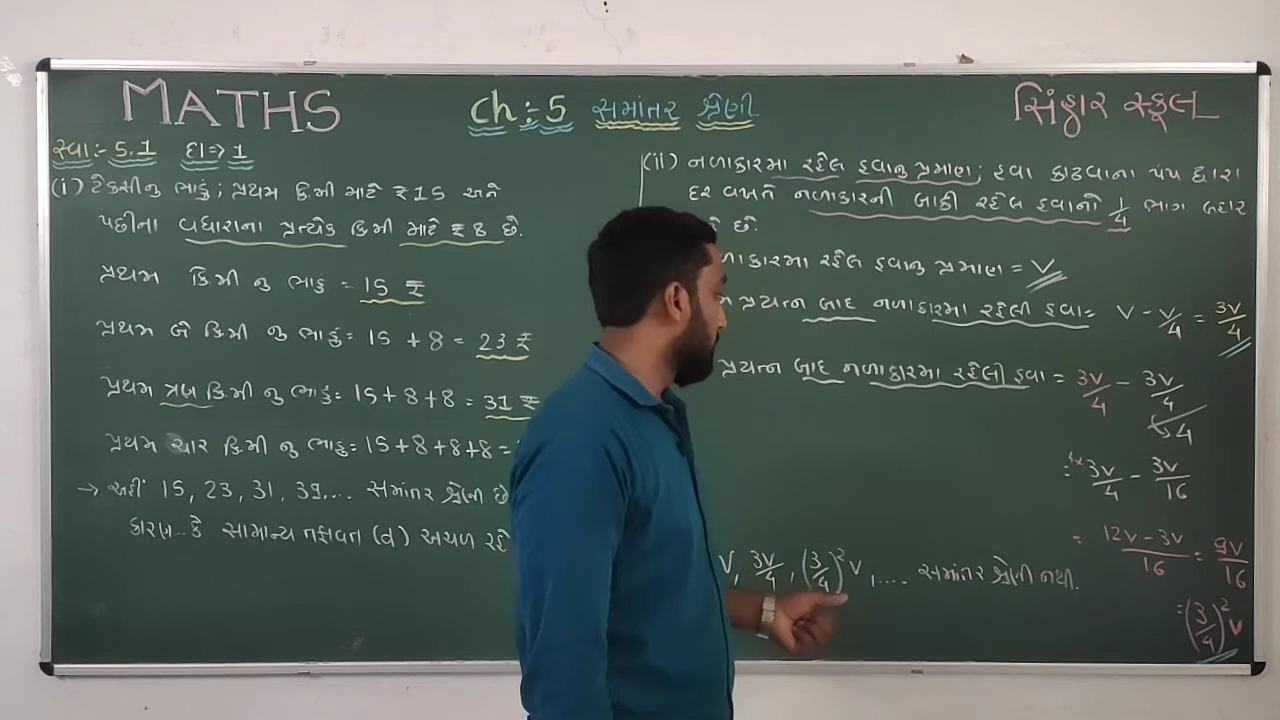 MATHS
ch:-5 સમાંતર શ્રેણી
સ્વા:- 5.1 દા⇒1
(i) ટેકસીનુ ભાડું; પ્રથમ કિ.મી માટે ₹15 અને
પછીના વધારાના પ્રત્યેક કિમી માટે ₹8 છે.
પ્રથમ કિ.મી નુ ભાડું = 15 ₹
પ્રથમ બે કિમી નુ ભાડું = 15 + 8 = 23 ₹
પ્રથમ ત્રણ કિ.મી નુ ભાડું = 15+8+8 = 31 ₹
પ્રથમ ચાર કિ.મી નુ ભાડું = 15+8+8+8 =
→ અહીં 15, 23, 31, 39,... સમાંતર શ્રેણી છે
કારણ.. કે સામાન્ય તફાવત (d) અચળ રહે
(ii) નળાકારમા રહેલ હવાનુ પ્રમાણ; હવા કાઢવાના પંપ દ્વારા
દર વખતે નળાકારની બાકી રહેલ હવાનો 1/4 ભાગ બહાર
છે.
નળાકારમા રહેલ હવાનુ પ્રમાણ = V
પ્રયત્ન બાદ નળાકારમા રહેલી હવા = V - V/4 = 3V/4
પ્રયત્ન બાદ નળાકારમા રહેલી હવા = 3V/4 - 3V/4 / 4
= 4× 3V/4 - 3V/16
= 12V - 3V / 16 = 9V/16
= (3/4)² V
V, 3V/4, (3/4)² V, .... સમાંતર શ્રેણી નથી.